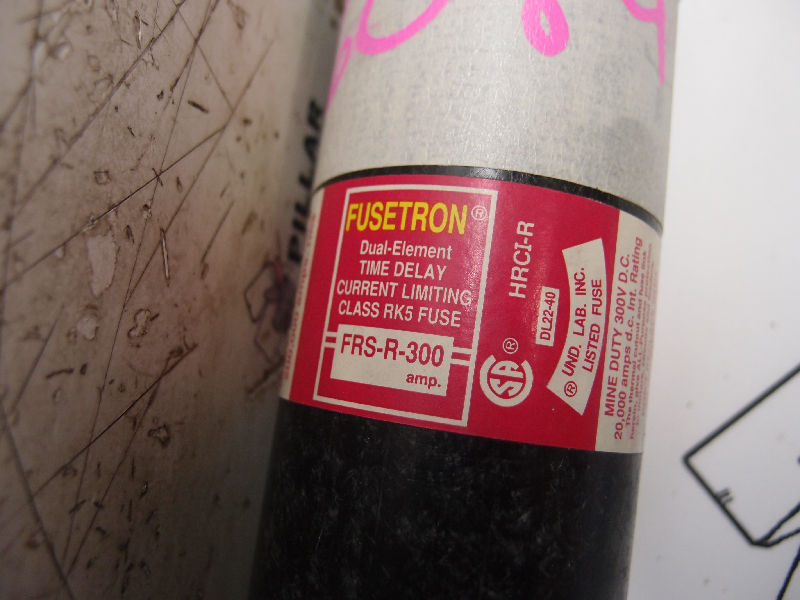 PILLAR
FUSETRON®
Dual-Element
TIME DELAY
CURRENT LIMITING
CLASS RK5 FUSE
FRS-R-300
amp.
HRCI-R
SA ®
DL22-40
® UND. LAB. INC.
LISTED FUSE
MINE DUTY 300V D.C.
20,000 amps d.c. Int. Rating